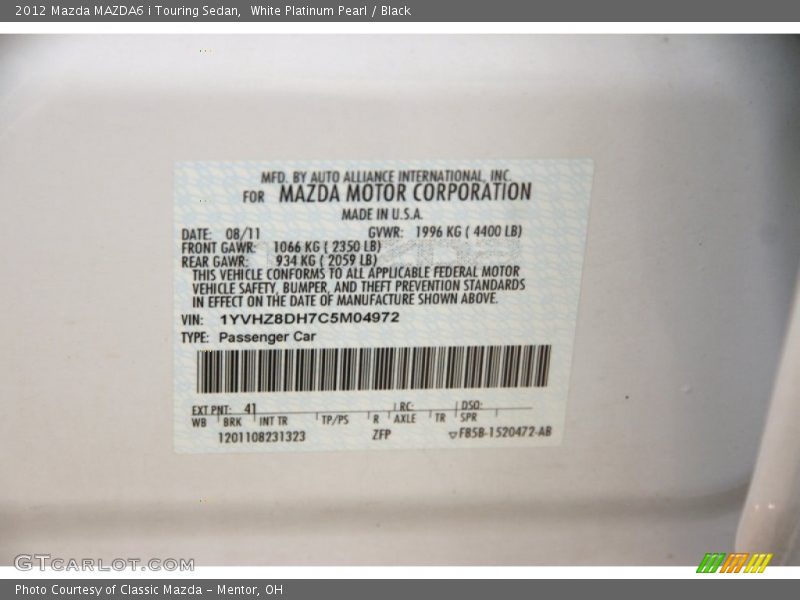 2012 Mazda MAZDA6 i Touring Sedan,  White Platinum Pearl / Black
MFD. BY AUTO ALLIANCE INTERNATIONAL, INC.
FOR MAZDA MOTOR CORPORATION
MADE IN U.S.A.
DATE: 08/11 GVWR: 1996 KG ( 4400 LB)
FRONT GAWR: 1066 KG ( 2350 LB)
REAR GAWR: 934 KG ( 2059 LB)
THIS VEHICLE CONFORMS TO ALL APPLICABLE FEDERAL MOTOR
VEHICLE SAFETY, BUMPER, AND THEFT PREVENTION STANDARDS
IN EFFECT ON THE DATE OF MANUFACTURE SHOWN ABOVE.
VIN: 1YVHZ8DH7C5M04972
TYPE: Passenger Car
EXT PNT: 41 RC: DSO:
WB BRK INT TR TP/PS R AXLE TR SPR
1201108231323 ZFP F85B-1520472-AB
GTCARLOT.COM
Photo Courtesy of Classic Mazda - Mentor, OH